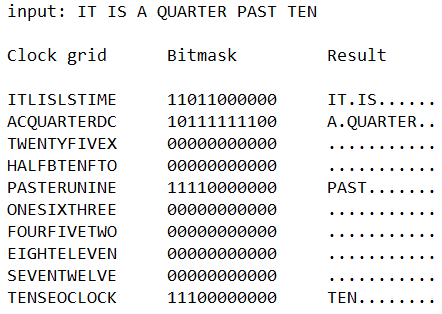 input: IT IS A QUARTER PAST TEN
Clock grid Bitmask Result
ITLISLSTIME 11011000000 IT.IS......
ACQUARTERDC 10111111100 A.QUARTER..
TWENTYFIVEX 00000000000 ...........
HALFBTENFTO 00000000000 ...........
PASTERUNINE 11110000000 PAST.......
ONESIXTHREE 00000000000 ...........
FOURFIVETWO 00000000000 ...........
EIGHTELEVEN 00000000000 ...........
SEVENTWELVE 00000000000 ...........
TENSEOCLOCK 11100000000 TEN........